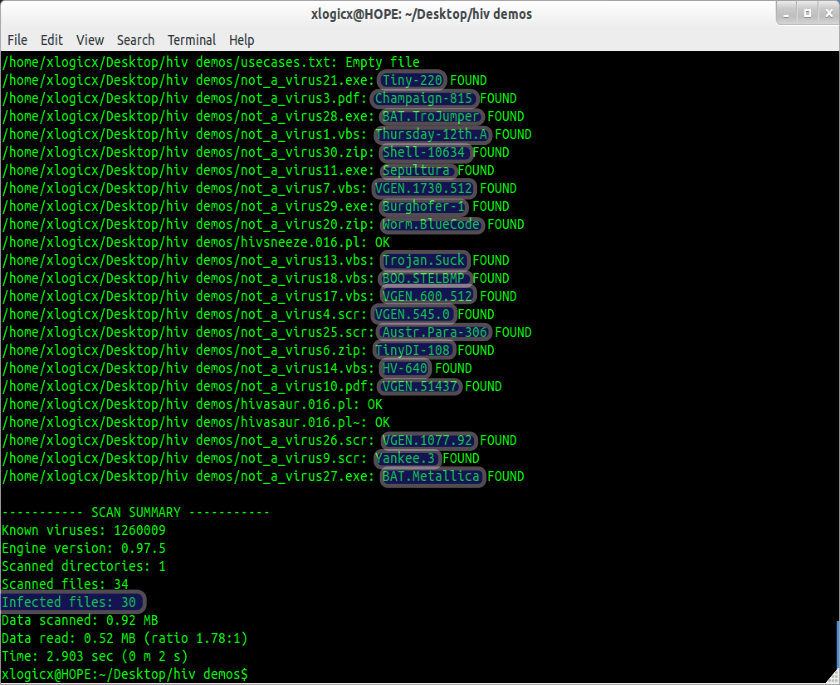 xlogicx@HOPE: ~/Desktop/hiv demos
File Edit View Search Terminal Help
/home/xlogicx/Desktop/hiv demos/usecases.txt: Empty file
/home/xlogicx/Desktop/hiv demos/not_a_virus21.exe: Tiny-220 FOUND
/home/xlogicx/Desktop/hiv demos/not_a_virus3.pdf: Champaign-815 FOUND
/home/xlogicx/Desktop/hiv demos/not_a_virus28.exe: BAT.TroJumper FOUND
/home/xlogicx/Desktop/hiv demos/not_a_virus1.vbs: Thursday-12th.A FOUND
/home/xlogicx/Desktop/hiv demos/not_a_virus30.zip: Shell-10634 FOUND
/home/xlogicx/Desktop/hiv demos/not_a_virus11.exe: Sepultura FOUND
/home/xlogicx/Desktop/hiv demos/not_a_virus7.vbs: VGEN.1730.512 FOUND
/home/xlogicx/Desktop/hiv demos/not_a_virus29.exe: Burghofer-1 FOUND
/home/xlogicx/Desktop/hiv demos/not_a_virus20.zip: Worm.BlueCode FOUND
/home/xlogicx/Desktop/hiv demos/hivsneeze.016.pl: OK
/home/xlogicx/Desktop/hiv demos/not_a_virus13.vbs: Trojan.Suck FOUND
/home/xlogicx/Desktop/hiv demos/not_a_virus18.vbs: BOO.STELBMP FOUND
/home/xlogicx/Desktop/hiv demos/not_a_virus17.vbs: VGEN.600.512 FOUND
/home/xlogicx/Desktop/hiv demos/not_a_virus4.scr: VGEN.545.0 FOUND
/home/xlogicx/Desktop/hiv demos/not_a_virus25.scr: Austr.Para-306 FOUND
/home/xlogicx/Desktop/hiv demos/not_a_virus6.zip: TinyDI-108 FOUND
/home/xlogicx/Desktop/hiv demos/not_a_virus14.vbs: HV-640 FOUND
/home/xlogicx/Desktop/hiv demos/not_a_virus10.pdf: VGEN.51437 FOUND
/home/xlogicx/Desktop/hiv demos/hivasaur.016.pl: OK
/home/xlogicx/Desktop/hiv demos/hivasaur.016.pl~: OK
/home/xlogicx/Desktop/hiv demos/not_a_virus26.scr: VGEN.1077.92 FOUND
/home/xlogicx/Desktop/hiv demos/not_a_virus9.scr: Yankee.3 FOUND
/home/xlogicx/Desktop/hiv demos/not_a_virus27.exe: BAT.Metallica FOUND
----------- SCAN SUMMARY -----------
Known viruses: 1260009
Engine version: 0.97.5
Scanned directories: 1
Scanned files: 34
Infected files: 30
Data scanned: 0.92 MB
Data read: 0.52 MB (ratio 1.78:1)
Time: 2.903 sec (0 m 2 s)
xlogicx@HOPE:~/Desktop/hiv demos$